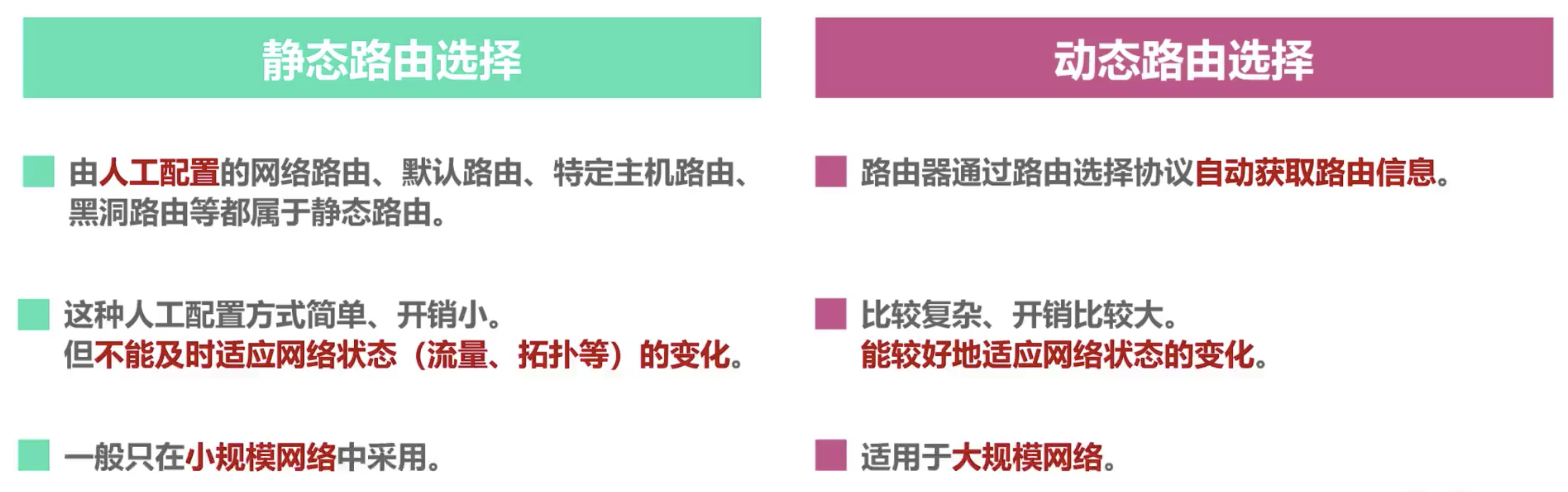 静态路由选择
由人工配置的网络路由、默认路由、特定主机路由、
黑洞路由等都属于静态路由。
这种人工配置方式简单、开销小。
但不能及时适应网络状态（流量、拓扑等）的变化。
一般只在小规模网络中采用。
动态路由选择
路由器通过路由选择协议自动获取路由信息。
比较复杂、开销比较大。
能较好地适应网络状态的变化。
适用于大规模网络。